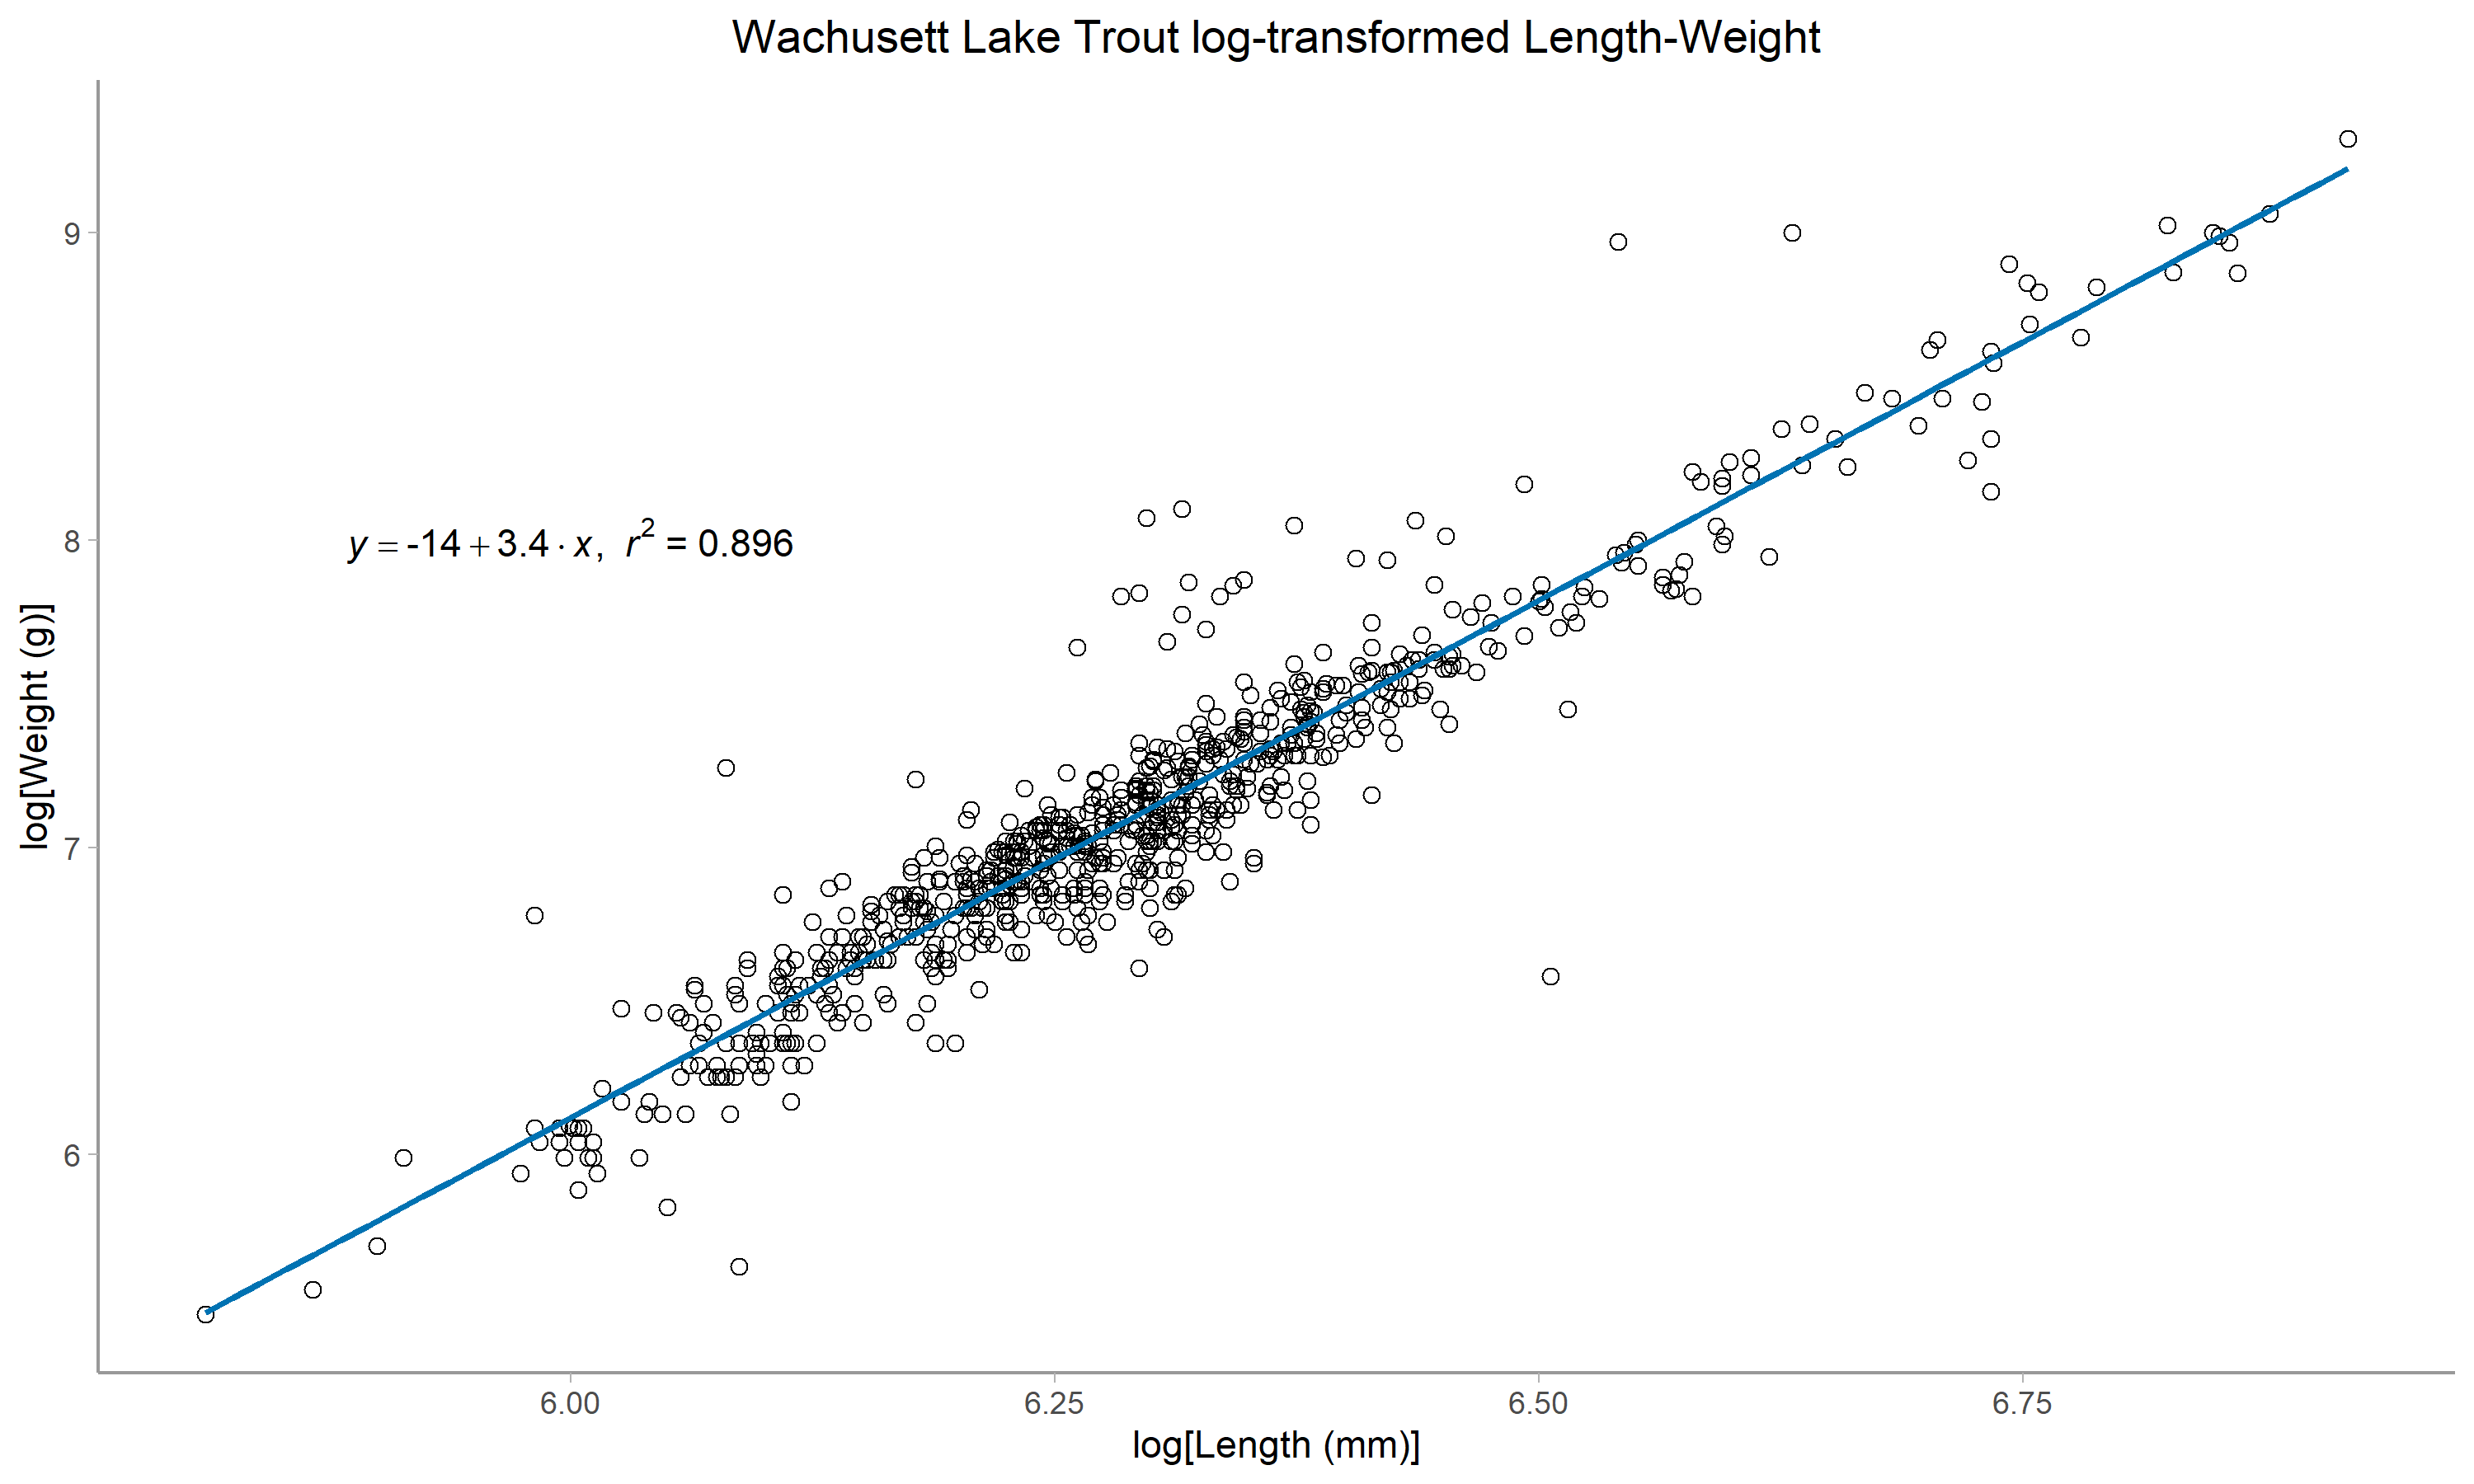 Wachusett Lake Trout log-transformed Length-Weight
9
8
7
6
y = -14 + 3.4 · x, r² = 0.896
log[Weight (g)]
6.00 6.25 6.50 6.75
log[Length (mm)]